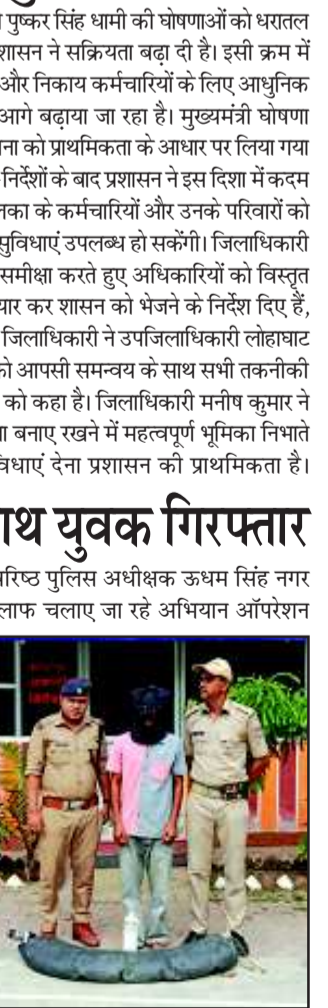 पुष्कर सिंह धामी की घोषणाओं को धरातल
शासन ने सक्रियता बढ़ा दी है। इसी क्रम में
और निकाय कर्मचारियों के लिए आधुनिक
आगे बढ़ाया जा रहा है। मुख्यमंत्री घोषणा
ना को प्राथमिकता के आधार पर लिया गया
निर्देशों के बाद प्रशासन ने इस दिशा में कदम
लिका के कर्मचारियों और उनके परिवारों को
सुविधाएं उपलब्ध हो सकेंगी। जिलाधिकारी
समीक्षा करते हुए अधिकारियों को विस्तृत
यार कर शासन को भेजने के निर्देश दिए हैं,
जिलाधिकारी ने उपजिलाधिकारी लोहाघाट
को आपसी समन्वय के साथ सभी तकनीकी
को कहा है। जिलाधिकारी मनीष कुमार ने
ा बनाए रखने में महत्वपूर्ण भूमिका निभाते
विधाएं देना प्रशासन की प्राथमिकता है।
ाथ युवक गिरफ्तार
रिष्ठ पुलिस अधीक्षक ऊधम सिंह नगर
लाफ चलाए जा रहे अभियान ऑपरेशन